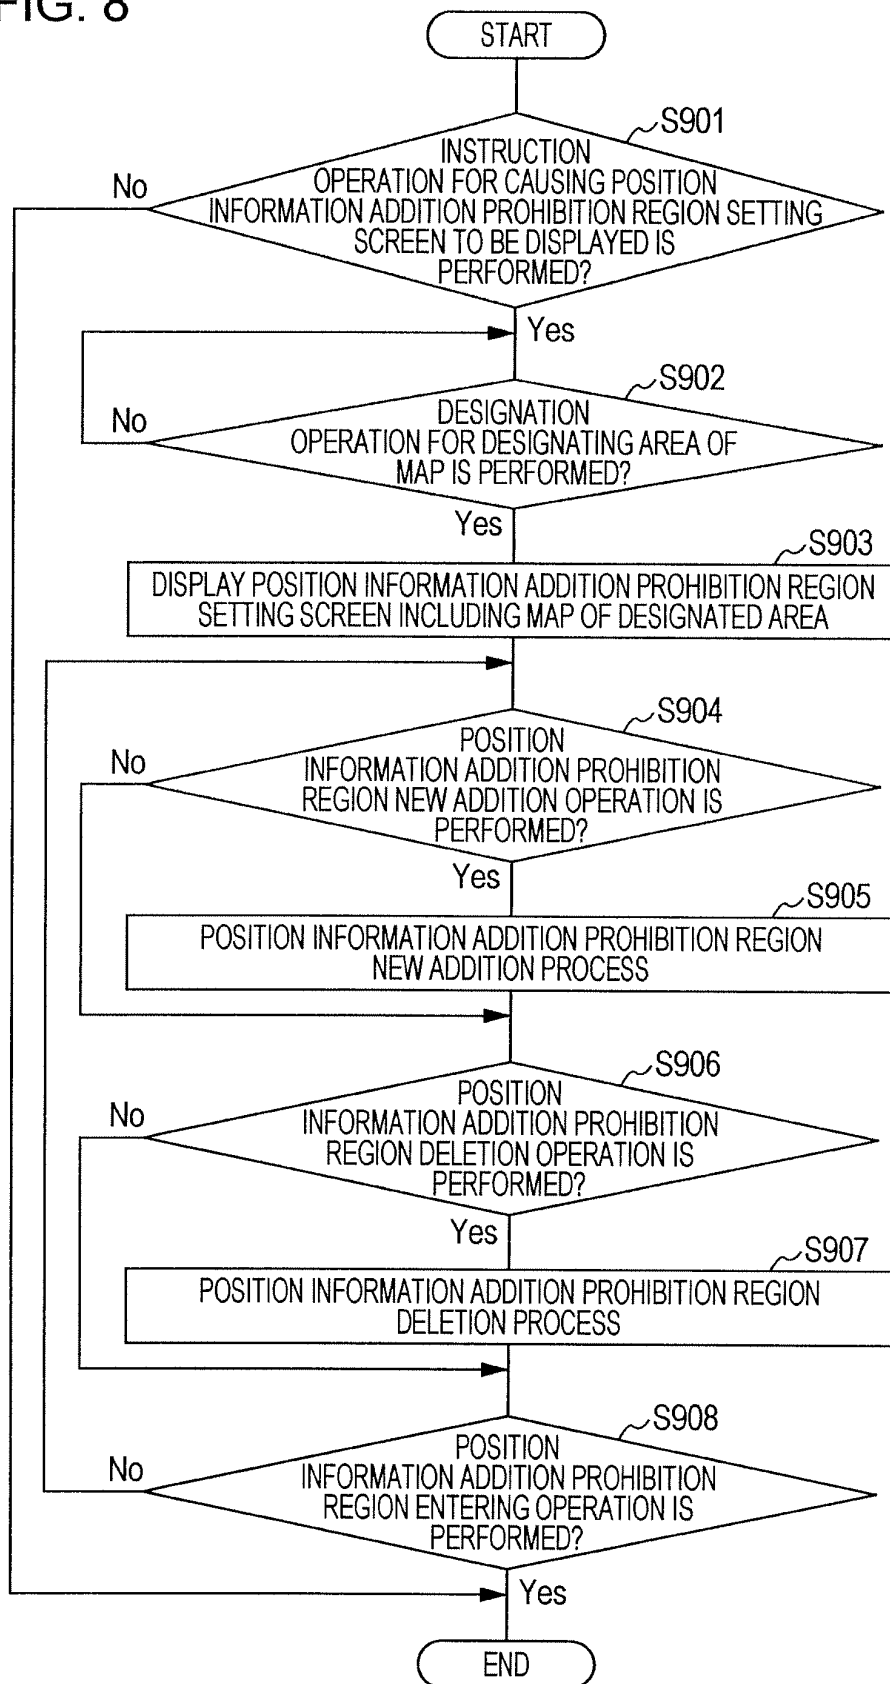 FIG. 8
START
S901
INSTRUCTION
OPERATION FOR CAUSING POSITION
INFORMATION ADDITION PROHIBITION REGION SETTING
SCREEN TO BE DISPLAYED IS
PERFORMED?
No
Yes
S902
DESIGNATION
OPERATION FOR DESIGNATING AREA OF
MAP IS PERFORMED?
No
Yes
S903
DISPLAY POSITION INFORMATION ADDITION PROHIBITION REGION
SETTING SCREEN INCLUDING MAP OF DESIGNATED AREA
S904
POSITION
INFORMATION ADDITION PROHIBITION
REGION NEW ADDITION OPERATION IS
PERFORMED?
No
Yes
S905
POSITION INFORMATION ADDITION PROHIBITION REGION
NEW ADDITION PROCESS
S906
POSITION
INFORMATION ADDITION PROHIBITION
REGION DELETION OPERATION IS
PERFORMED?
No
Yes
S907
POSITION INFORMATION ADDITION PROHIBITION REGION
DELETION PROCESS
S908
POSITION
INFORMATION ADDITION PROHIBITION
REGION ENTERING OPERATION IS
PERFORMED?
No
Yes
END